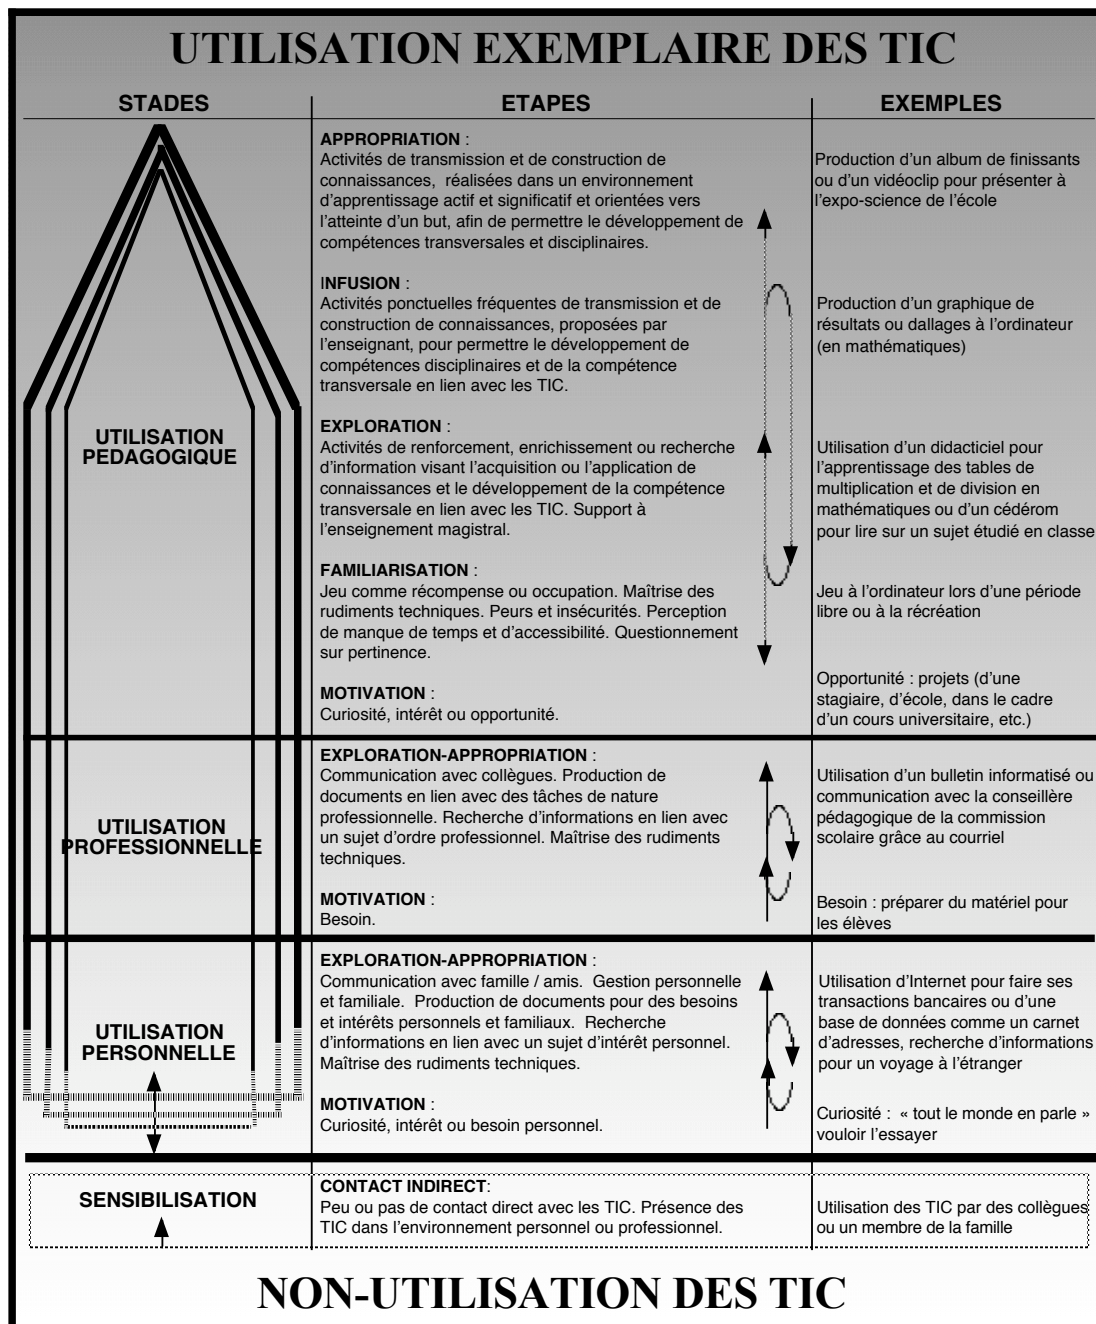 UTILISATION EXEMPLAIRE DES TIC
STADES
ETAPES
EXEMPLES
APPROPRIATION :
Activités de transmission et de construction de
connaissances, réalisées dans un environnement
d'apprentissage actif et significatif et orientées vers
l'atteinte d'un but, afin de permettre le développement de
compétences transversales et disciplinaires.
Production d'un album de finissants
ou d'un vidéoclip pour présenter à
l'expo-science de l'école
INFUSION :
Activités ponctuelles fréquentes de transmission et de
construction de connaissances, proposées par
l'enseignant, pour permettre le développement de
compétences disciplinaires et de la compétence
transversale en lien avec les TIC.
Production d'un graphique de
résultats ou dallages à l'ordinateur
(en mathématiques)
UTILISATION
PEDAGOGIQUE
EXPLORATION :
Activités de renforcement, enrichissement ou recherche
d'information visant l'acquisition ou l'application de
connaissances et le développement de la compétence
transversale en lien avec les TIC. Support à
l'enseignement magistral.
Utilisation d'un didacticiel pour
l'apprentissage des tables de
multiplication et de division en
mathématiques ou d'un cédérom
pour lire sur un sujet étudié en classe
FAMILIARISATION :
Jeu comme récompense ou occupation. Maîtrise des
rudiments techniques. Peurs et insécurités. Perception
de manque de temps et d'accessibilité. Questionnement
sur pertinence.
Jeu à l'ordinateur lors d'une période
libre ou à la récréation
MOTIVATION :
Curiosité, intérêt ou opportunité.
Opportunité : projets (d'une
stagiaire, d'école, dans le cadre
d'un cours universitaire, etc.)
UTILISATION
PROFESSIONNELLE
EXPLORATION-APPROPRIATION :
Communication avec collègues. Production de
documents en lien avec des tâches de nature
professionnelle. Recherche d'informations en lien avec
un sujet d'ordre professionnel. Maîtrise des rudiments
techniques.
Utilisation d'un bulletin informatisé ou
communication avec la conseillère
pédagogique de la commission
scolaire grâce au courriel
MOTIVATION :
Besoin.
Besoin : préparer du matériel pour
les élèves
UTILISATION
PERSONNELLE
EXPLORATION-APPROPRIATION :
Communication avec famille / amis. Gestion personnelle
et familiale. Production de documents pour des besoins
et intérêts personnels et familiaux. Recherche
d'informations en lien avec un sujet d'intérêt personnel.
Maîtrise des rudiments techniques.
Utilisation d'Internet pour faire ses
transactions bancaires ou d'une
base de données comme un carnet
d'adresses, recherche d'informations
pour un voyage à l'étranger
MOTIVATION :
Curiosité, intérêt ou besoin personnel.
Curiosité : « tout le monde en parle »
vouloir l'essayer
SENSIBILISATION
CONTACT INDIRECT:
Peu ou pas de contact direct avec les TIC. Présence des
TIC dans l'environnement personnel ou professionnel.
Utilisation des TIC par des collègues
ou un membre de la famille
NON-UTILISATION DES TIC